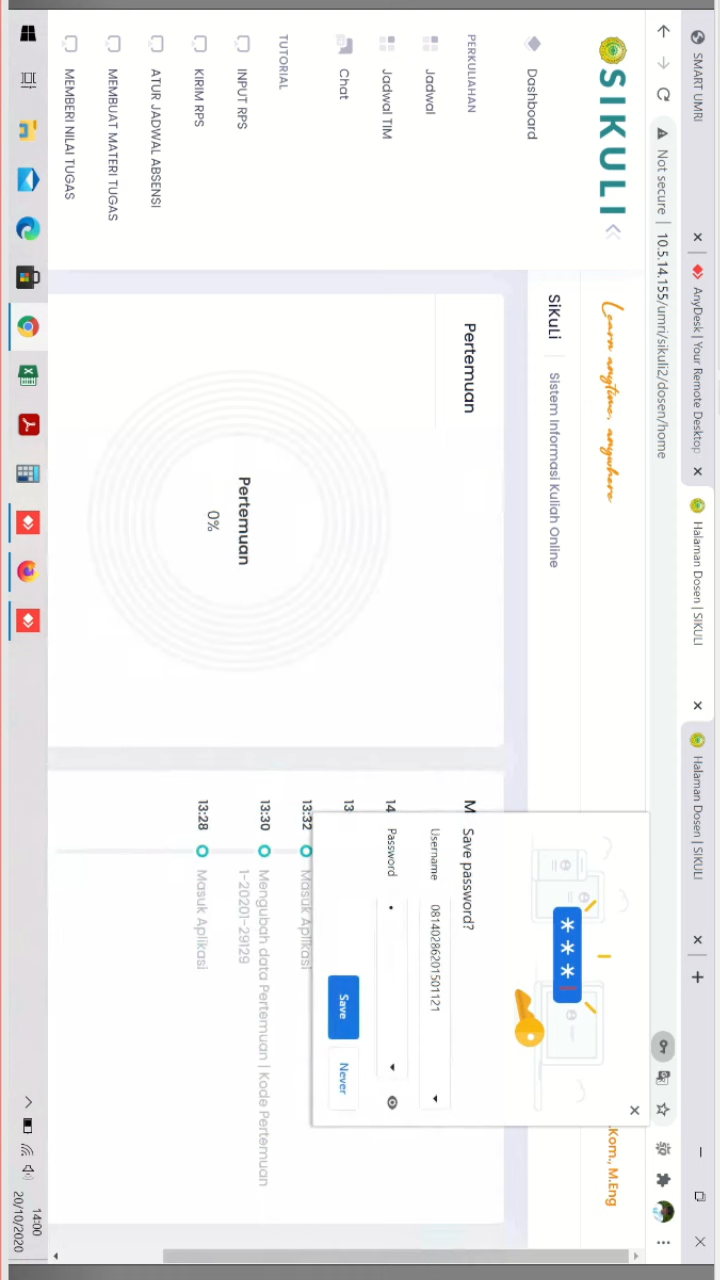 SMART UMRI
AnyDesk | Your Remote Desktop
Halaman Dosen | SIKULI
Halaman Dosen | SIKULI
Not secure | 10.5.14.155/umri/sikuli2/dosen/home
SIKULI
Learn anytime, anywhere
.Kom., M.Eng
SiKuLi
Sistem Informasi Kuliah Online
Dashboard
PERKULIAHAN
Jadwal
Jadwal TIM
Chat
TUTORIAL
INPUT RPS
KIRIM RPS
ATUR JADWAL ABSENSI
MEMBUAT MATERI TUGAS
MEMBERI NILAI TUGAS
Pertemuan
Pertemuan
0%
Save password?
Username 08140286201501121
Password
Save
Never
M
14
13
13:32 Masuk Aplikasi
13:30 Mengubah data Pertemuan | Kode Pertemuan
1-20201-29129
13:28 Masuk Aplikasi
14:00
20/10/2020